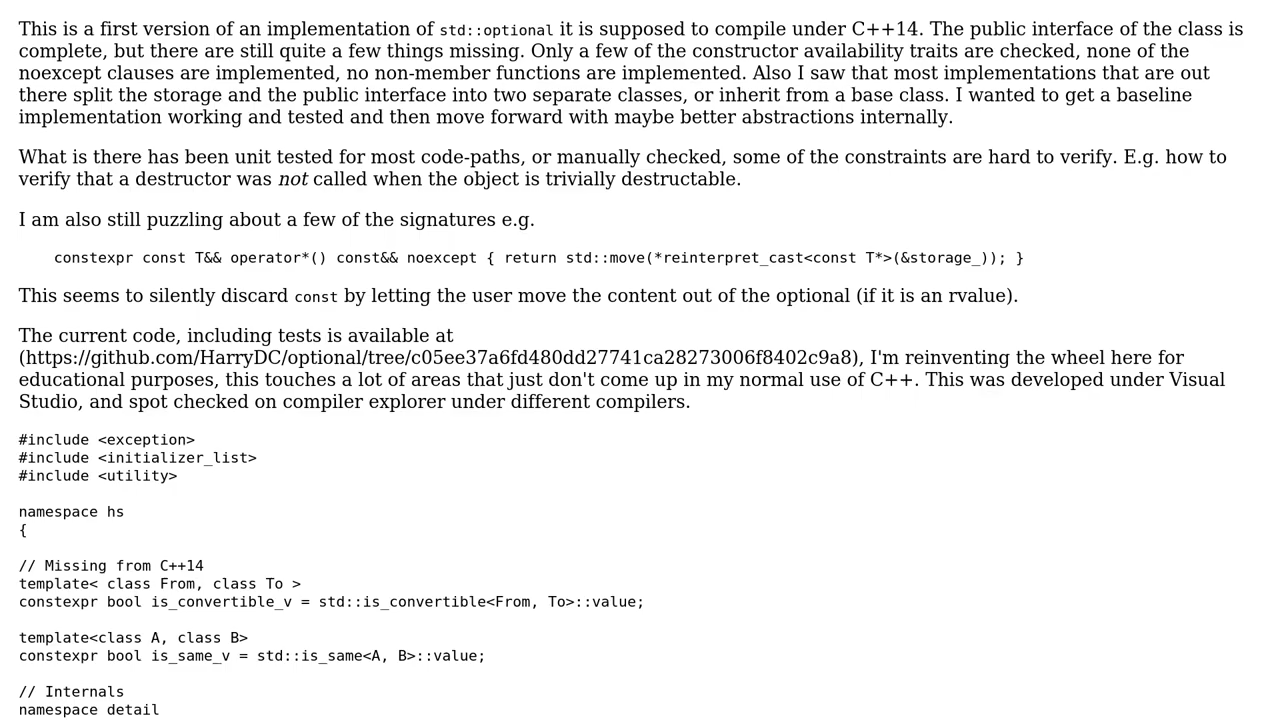 This is a first version of an implementation of std::optional it is supposed to compile under C++14. The public interface of the class is
complete, but there are still quite a few things missing. Only a few of the constructor availability traits are checked, none of the
noexcept clauses are implemented, no non-member functions are implemented. Also I saw that most implementations that are out
there split the storage and the public interface into two separate classes, or inherit from a base class. I wanted to get a baseline
implementation working and tested and then move forward with maybe better abstractions internally.
What is there has been unit tested for most code-paths, or manually checked, some of the constraints are hard to verify. E.g. how to
verify that a destructor was not called when the object is trivially destructable.
I am also still puzzling about a few of the signatures e.g.
constexpr const T&& operator*() const&& noexcept { return std::move(*reinterpret_cast<const T*>(&storage_)); }
This seems to silently discard const by letting the user move the content out of the optional (if it is an rvalue).
The current code, including tests is available at
(https://github.com/HarryDC/optional/tree/c05ee37a6fd480dd27741ca28273006f8402c9a8), I'm reinventing the wheel here for
educational purposes, this touches a lot of areas that just don't come up in my normal use of C++. This was developed under Visual
Studio, and spot checked on compiler explorer under different compilers.
#include <exception>
#include <initializer_list>
#include <utility>
namespace hs
{
// Missing from C++14
template< class From, class To >
constexpr bool is_convertible_v = std::is_convertible<From, To>::value;
template<class A, class B>
constexpr bool is_same_v = std::is_same<A, B>::value;
// Internals
namespace detail